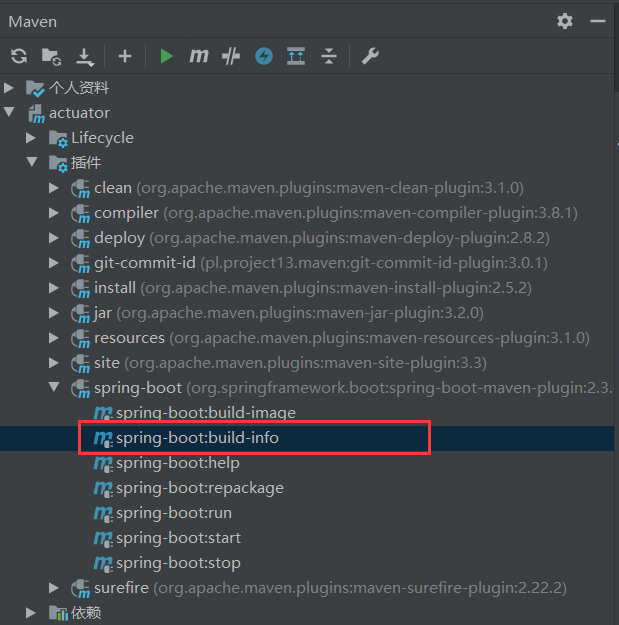 Maven
个人资料
actuator
Lifecycle
插件
clean (org.apache.maven.plugins:maven-clean-plugin:3.1.0)
compiler (org.apache.maven.plugins:maven-compiler-plugin:3.8.1)
deploy (org.apache.maven.plugins:maven-deploy-plugin:2.8.2)
git-commit-id (pl.project13.maven:git-commit-id-plugin:3.0.1)
install (org.apache.maven.plugins:maven-install-plugin:2.5.2)
jar (org.apache.maven.plugins:maven-jar-plugin:3.2.0)
resources (org.apache.maven.plugins:maven-resources-plugin:3.1.0)
site (org.apache.maven.plugins:maven-site-plugin:3.3)
spring-boot (org.springframework.boot:spring-boot-maven-plugin:2.3.
spring-boot:build-image
spring-boot:build-info
spring-boot:help
spring-boot:repackage
spring-boot:run
spring-boot:start
spring-boot:stop
surefire (org.apache.maven.plugins:maven-surefire-plugin:2.22.2)
依赖